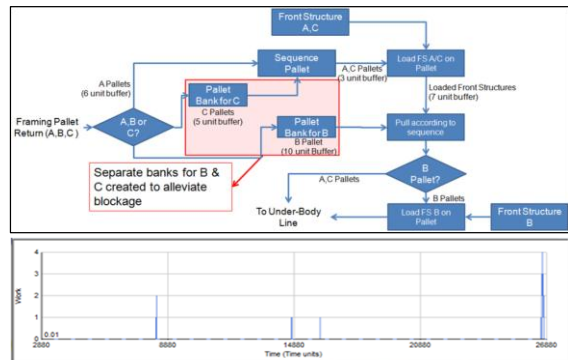 Front Structure
A,C
A Pallets
(6 unit buffer)
Sequence
Pallet
A,C Pallets
(3 unit buffer)
Load FS A/C on
Pallet
Pallet
Bank for C
C Pallets
(5 unit buffer)
Loaded Front Structures
(7 unit buffer)
Framing Pallet
Return (A,B,C )
A,B or
C?
Pallet
Bank for B
B Pallet
(10 unit Buffer)
Pull according to
sequence
Separate banks for B &
C created to alleviate
blockage
A,C Pallets
B
Pallet?
B Pallets
To Under-Body
Line
Load FS B on
Pallet
Front Structure
B
4
3
2
1
0
Work
0.01
2880
8880
14880
20880
26880
Time (Time units)